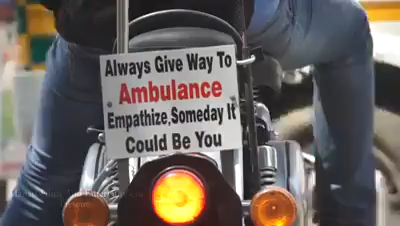 Always Give Way To
Ambulance
Empathize,Someday It
Could Be You